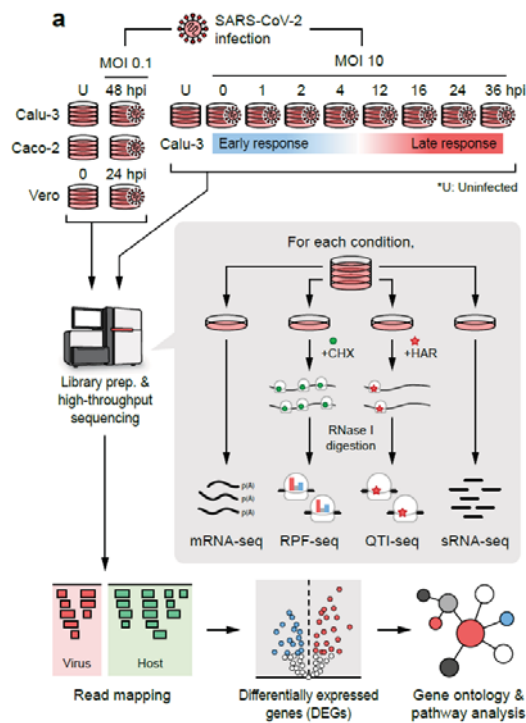 a
SARS-CoV-2
infection
MOI 0.1
MOI 10
U 48 hpi
U 0 1 2 4 12 16 24 36 hpi
Calu-3
Caco-2
Calu-3 Early response Late response
0 24 hpi
Vero
*U: Uninfected
For each condition,
+CHX +HAR
Library prep. &
high-throughput
sequencing
RNase I
digestion
p(A)
p(A)
p(A)
mRNA-seq RPF-seq QTI-seq sRNA-seq
Virus Host
Read mapping
Differentially expressed
genes (DEGs)
Gene ontology &
pathway analysis